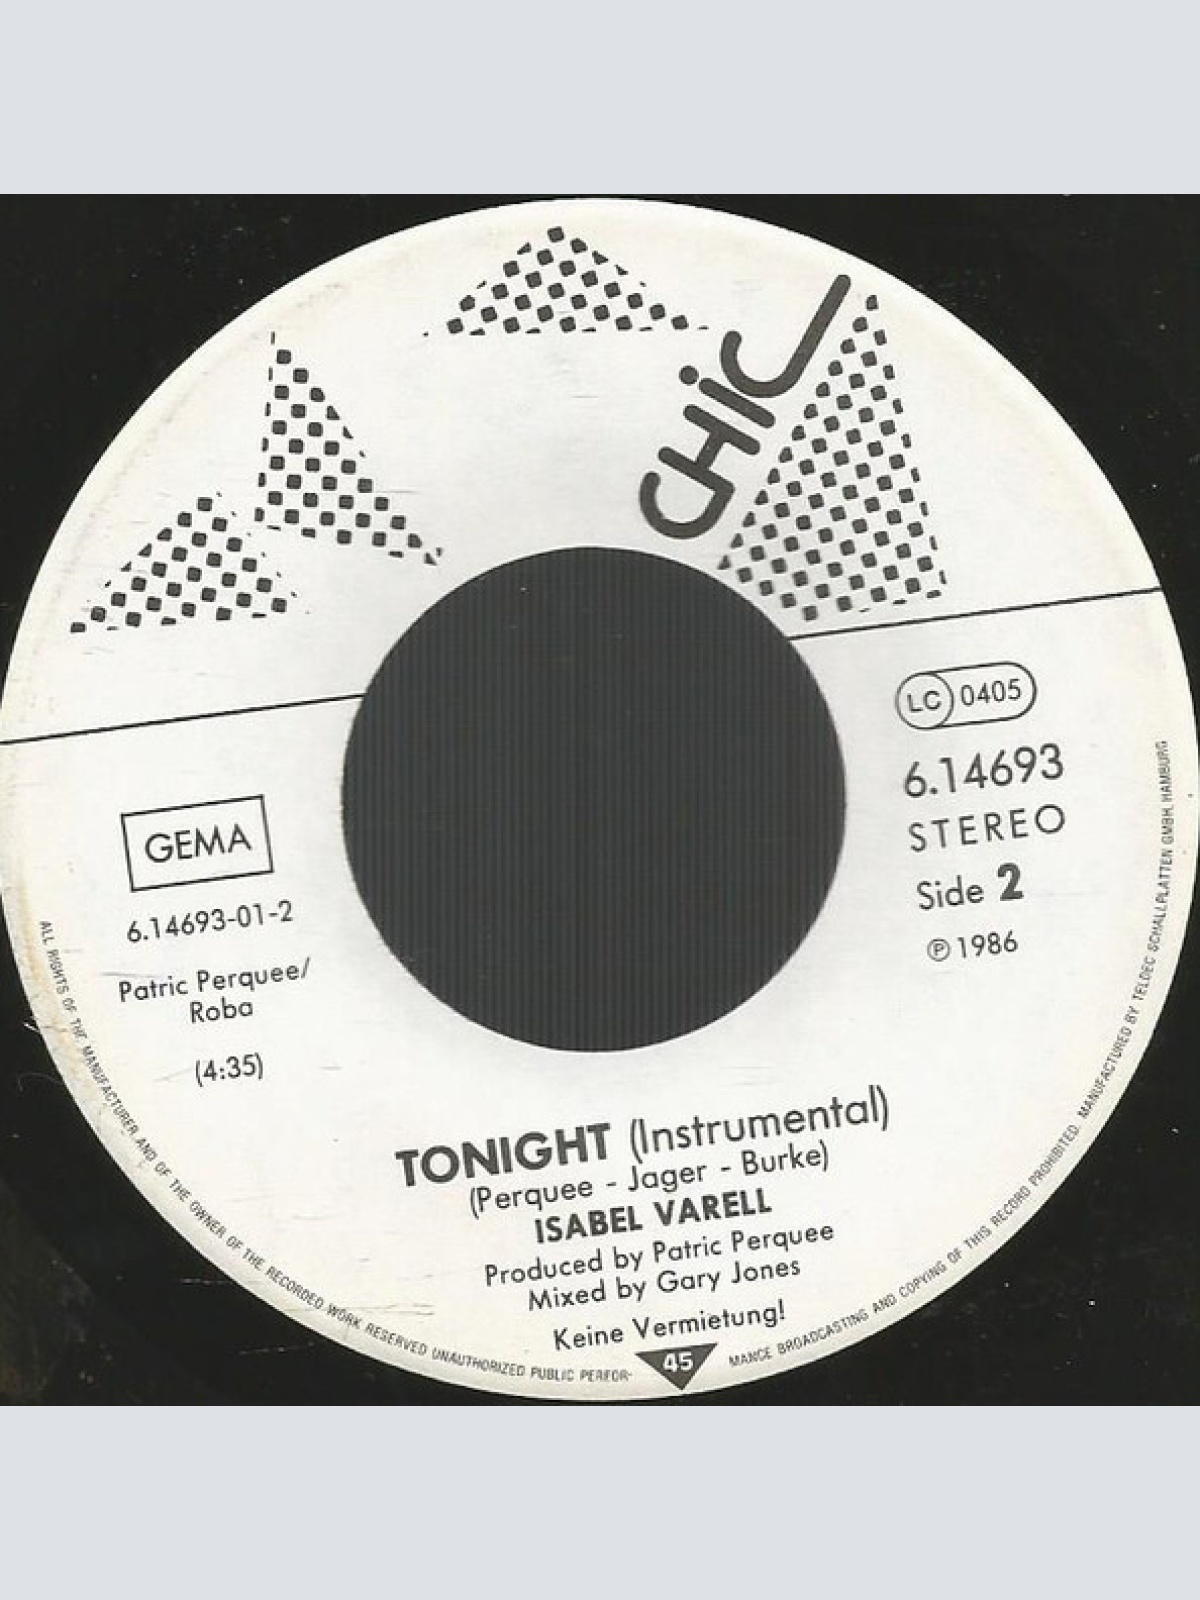 CHIC
LC 0405
6.14693
STEREO
Side 2
℗ 1986
GEMA
6.14693-01-2
Patric Perquee/
Roba
(4:35)
TONIGHT (Instrumental)
(Perquee - Jager - Burke)
ISABEL VARELL
Produced by Patric Perquee
Mixed by Gary Jones
Keine Vermietung!
45
ALL RIGHTS OF THE MANUFACTURER AND OF THE OWNER OF THE RECORDED WORK RESERVED UNAUTHORIZED PUBLIC PERFOR-
MANCE BROADCASTING AND COPYING OF THIS RECORD PROHIBITED. MANUFACTURED BY TELDEC SCHALLPLATTEN GMBH, HAMBURG